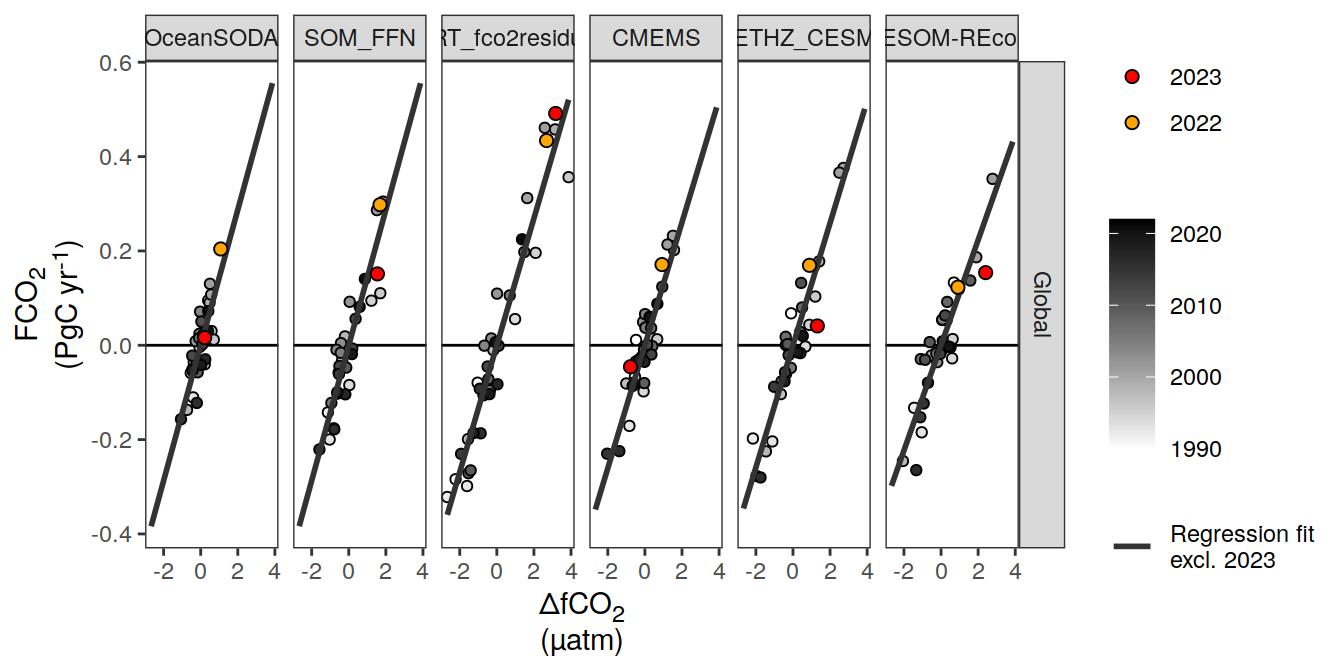 OceanSODA
SOM_FFN
RT_fco2residu
CMEMS
ETHZ_CESM
ESOM-REco
0.6
0.4
0.2
0.0
-0.2
-0.4
FCO2
(PgC yr-1)
-2 0 2 4
-2 0 2 4
-2 0 2 4
-2 0 2 4
-2 0 2 4
-2 0 2 4
ΔfCO2
(µatm)
Global
2023
2022
2020
2010
2000
1990
Regression fit
excl. 2023